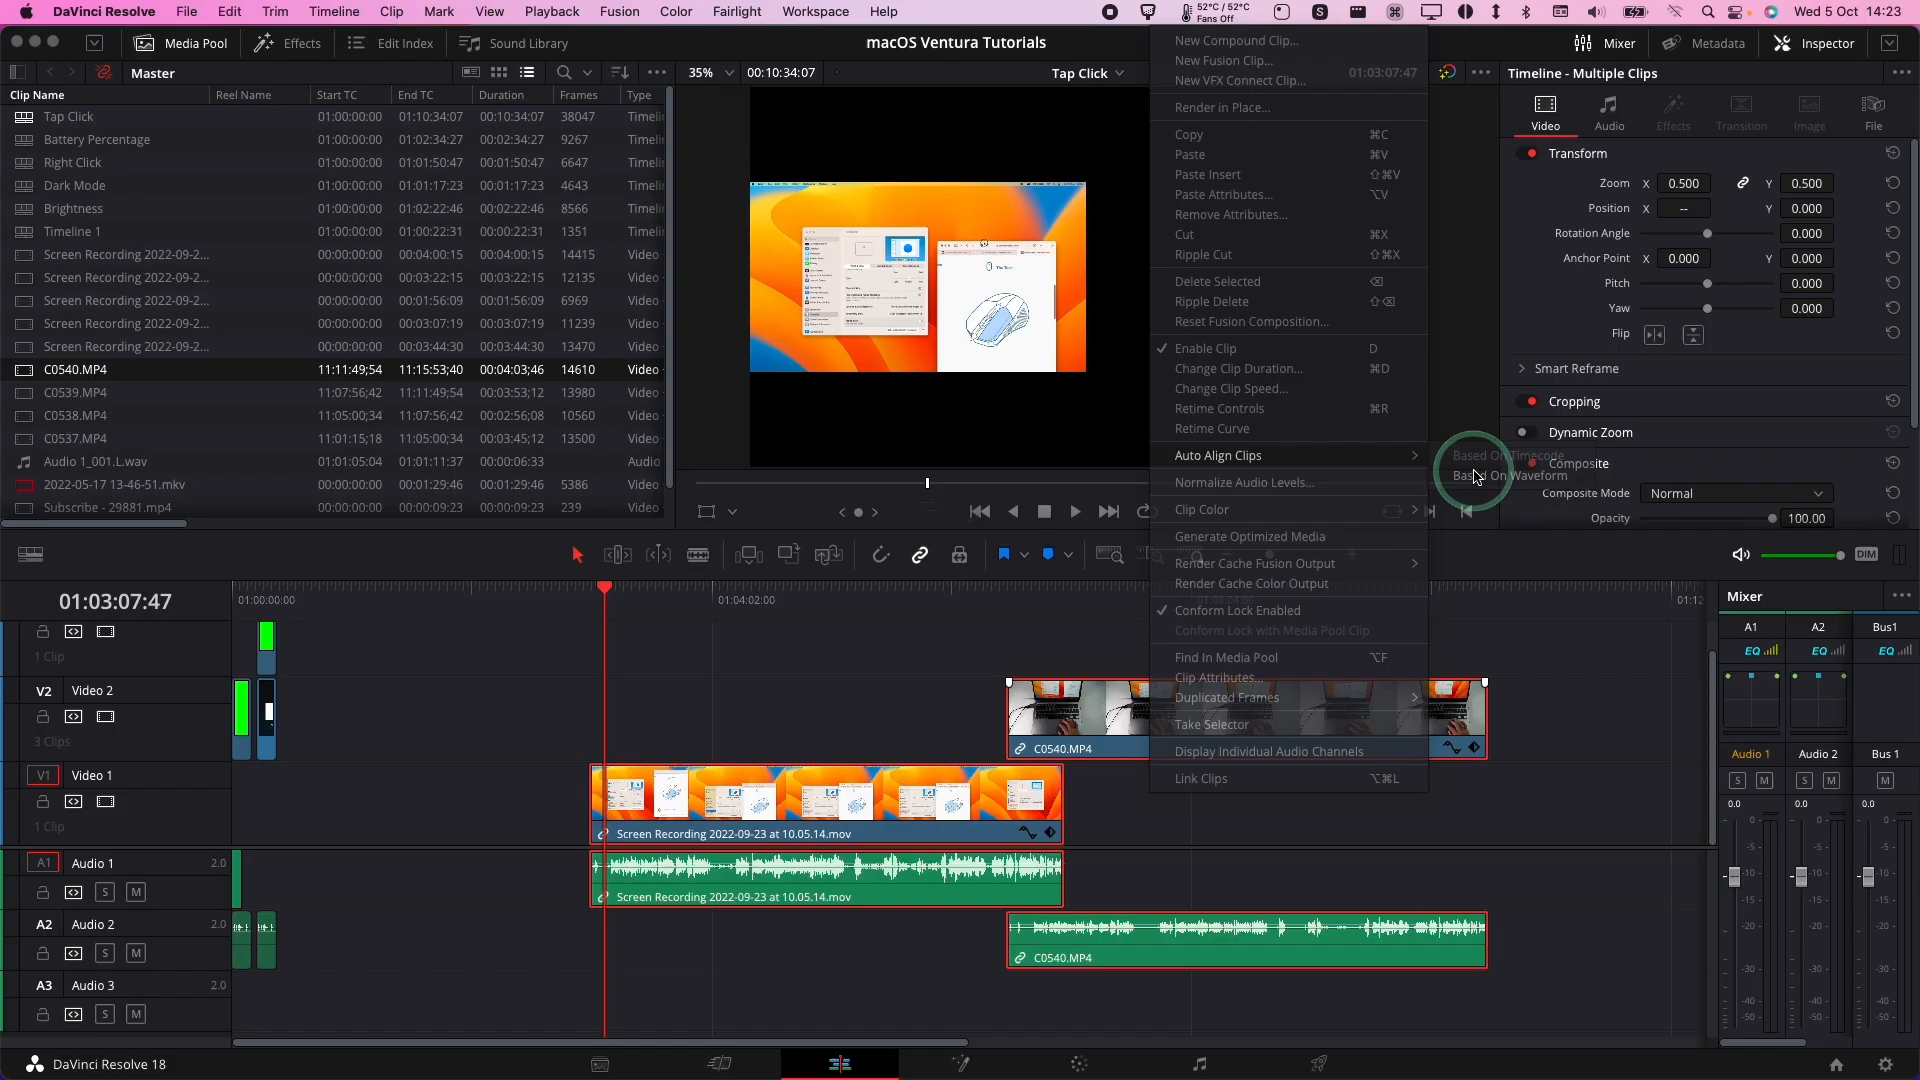 DaVinci Resolve File Edit Trim Timeline Clip Mark View Playback Fusion Color Fairlight Workspace Help 52°C / 52°C Fans Off Wed 5 Oct 14:23
Media Pool Effects Edit Index Sound Library macOS Ventura Tutorials Mixer Metadata Inspector
Master 35% 00:10:34:07 Tap Click 01:03:07:47 Timeline - Multiple Clips
Clip Name Reel Name Start TC End TC Duration Frames Type
Tap Click 01:00:00:00 01:10:34:07 00:10:34:07 38047 Timeli
Battery Percentage 01:00:00:00 01:02:34:27 00:02:34:27 9267 Timeli
Right Click 01:00:00:00 01:01:50:47 00:01:50:47 6647 Timeli
Dark Mode 01:00:00:00 01:01:17:23 00:01:17:23 4643 Timeli
Brightness 01:00:00:00 01:02:22:46 00:02:22:46 8566 Timeli
Timeline 1 01:00:00:00 01:00:22:31 00:00:22:31 1351 Timeli
Screen Recording 2022-09-2... 00:00:00:00 00:04:00:15 00:04:00:15 14415 Video
Screen Recording 2022-09-2... 00:00:00:00 00:03:22:15 00:03:22:15 12135 Video
Screen Recording 2022-09-2... 00:00:00:00 00:01:56:09 00:01:56:09 6969 Video
Screen Recording 2022-09-2... 00:00:00:00 00:03:07:19 00:03:07:19 11239 Video
Screen Recording 2022-09-2... 00:00:00:00 00:03:44:30 00:03:44:30 13470 Video
C0540.MP4 11:11:49;54 11:15:53;40 00:04:03;46 14610 Video
C0539.MP4 11:07:56;42 11:11:49;54 00:03:53;12 13980 Video
C0538.MP4 11:05:00;34 11:07:56;42 00:02:56;08 10560 Video
C0537.MP4 11:01:15;18 11:05:00;34 00:03:45;12 13500 Video
Audio 1_001.L.wav 01:01:05:04 01:01:11:37 00:00:06:33 Audio
2022-05-17 13-46-51.mkv 00:00:00:00 00:01:29:46 00:01:29:46 5386 Video
Subscribe - 29881.mp4 00:00:00:00 00:00:09:23 00:00:09:23 239 Video
New Compound Clip...
New Fusion Clip...
New VFX Connect Clip...
Render in Place...
Copy ⌘C
Paste ⌘V
Paste Insert ⇧⌘V
Paste Attributes... ⌥V
Remove Attributes...
Cut ⌘X
Ripple Cut ⇧⌘X
Delete Selected ⌫
Ripple Delete ⇧⌫
Reset Fusion Composition...
Enable Clip D
Change Clip Duration... ⌘D
Change Clip Speed...
Retime Controls ⌘R
Retime Curve
Auto Align Clips
Based On Timecode
Based On Waveform
Normalize Audio Levels...
Clip Color
Generate Optimized Media
Render Cache Fusion Output
Render Cache Color Output
Conform Lock Enabled
Conform Lock with Media Pool Clip
Find In Media Pool ⌥F
Clip Attributes...
Duplicated Frames
Take Selector
Display Individual Audio Channels
Link Clips ⌥⌘L
Video Audio Effects Transition Image File
Transform
Zoom X 0.500 Y 0.500
Position X -- Y 0.000
Rotation Angle 0.000
Anchor Point X 0.000 Y 0.000
Pitch 0.000
Yaw 0.000
Flip
Smart Reframe
Cropping
Dynamic Zoom
Composite
Composite Mode Normal
Opacity 100.00
DIM
01:03:07:47 01:00:00:00 01:04:02:00 01:08:04:00 01:12
1 Clip
V2 Video 2
3 Clips
C0540.MP4
V1 Video 1
1 Clip
Screen Recording 2022-09-23 at 10.05.14.mov
A1 Audio 1 2.0
S M
Screen Recording 2022-09-23 at 10.05.14.mov
A2 Audio 2 2.0
S M
C0540.MP4
A3 Audio 3 2.0
S M
Mixer
A1 A2 Bus1
EQ EQ EQ
Audio 1 Audio 2 Bus 1
S M S M M
0.0 0.0 0.0
0 0 0
-5 -5 -5
-10 -10 -10
-15 -15 -15
-20 -20 -20
-30 -30 -30
-40 -40 -40
-50 -50 -50
DaVinci Resolve 18